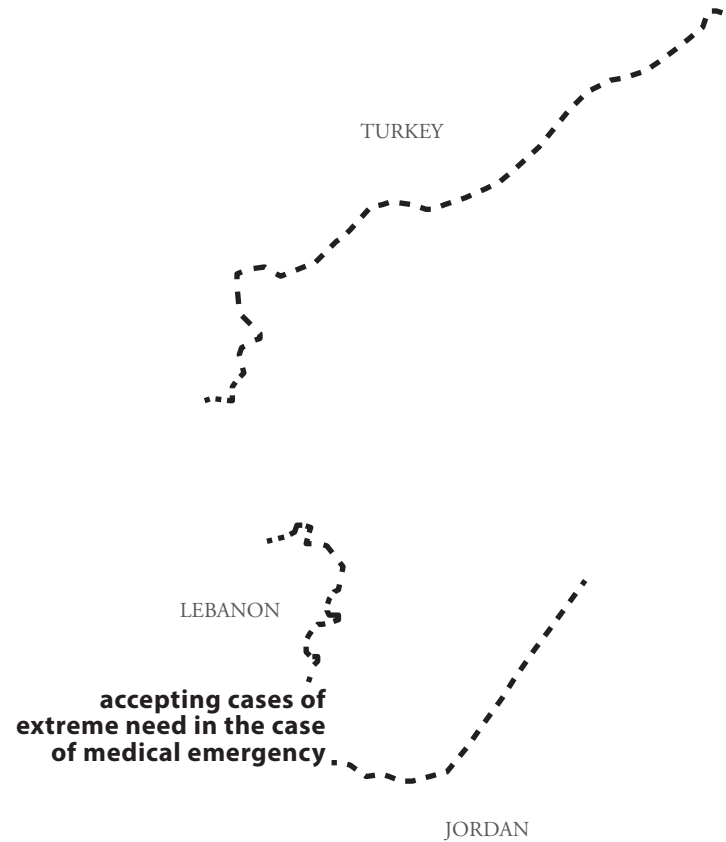 TURKEY
LEBANON
accepting cases of
extreme need in the case
of medical emergency
JORDAN